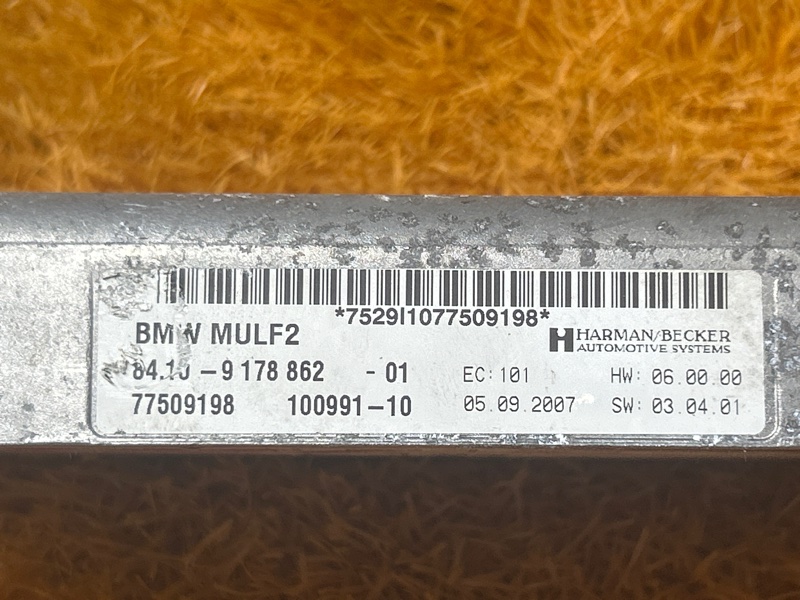 *7529I1077509198*
BMW MULF2
HARMAN/BECKER
AUTOMOTIVE SYSTEMS
84.10 - 9 178 862 - 01 EC: 101 HW: 06.00.00
77509198 100991-10 05.09.2007 SW: 03.04.01